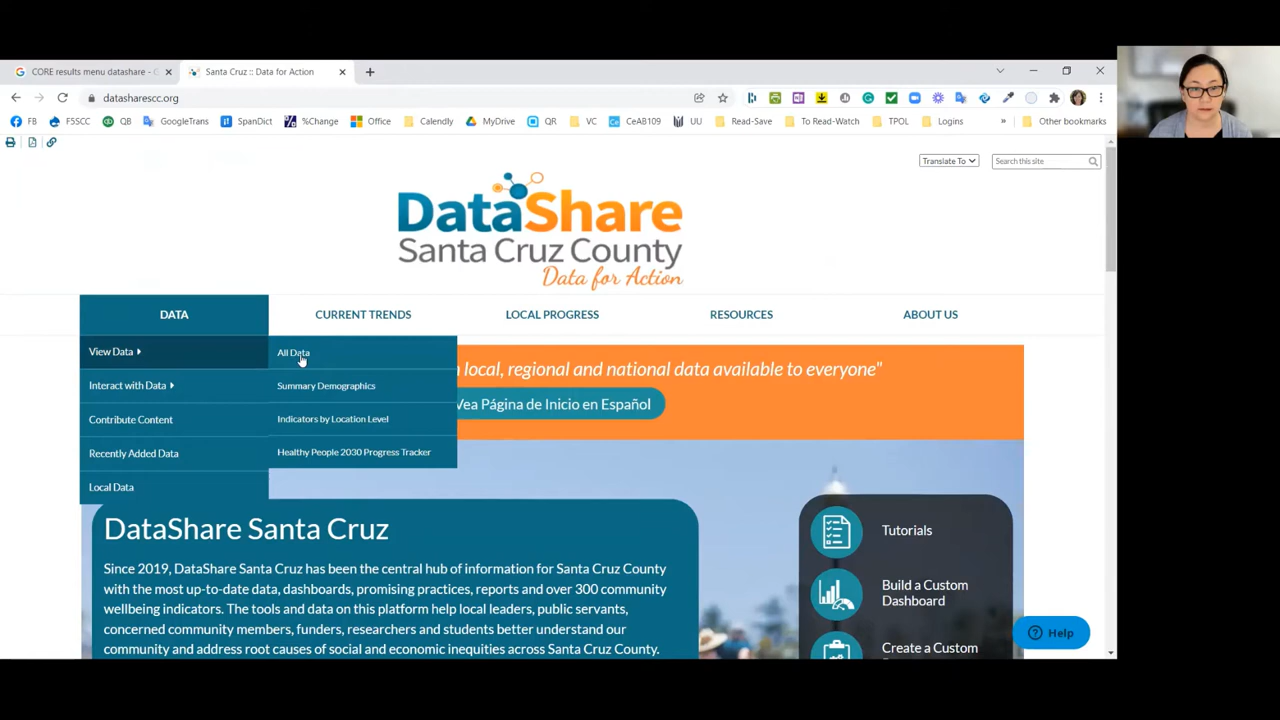 CORE results menu datashare -
Santa Cruz :: Data for Action
datasharescc.org
FB
F5SCC
QB
GoogleTrans
SpanDict
%Change
Office
Calendly
MyDrive
QR
VC
CeAB109
UU
Read-Save
To Read-Watch
TPOL
Logins
»
Other bookmarks
Translate To
Search this site
DataShare
Santa Cruz County
Data for Action
DATA
CURRENT TRENDS
LOCAL PROGRESS
RESOURCES
ABOUT US
View Data
All Data
Interact with Data
Summary Demographics
Contribute Content
Indicators by Location Level
Recently Added Data
Healthy People 2030 Progress Tracker
Local Data
local, regional and national data available to everyone"
Vea Página de Inicio en Español
DataShare Santa Cruz
Since 2019, DataShare Santa Cruz has been the central hub of information for Santa Cruz County
with the most up-to-date data, dashboards, promising practices, reports and over 300 community
wellbeing indicators. The tools and data on this platform help local leaders, public servants,
concerned community members, funders, researchers and students better understand our
community and address root causes of social and economic inequities across Santa Cruz County.
Tutorials
Build a Custom
Dashboard
Create a Custom
Help